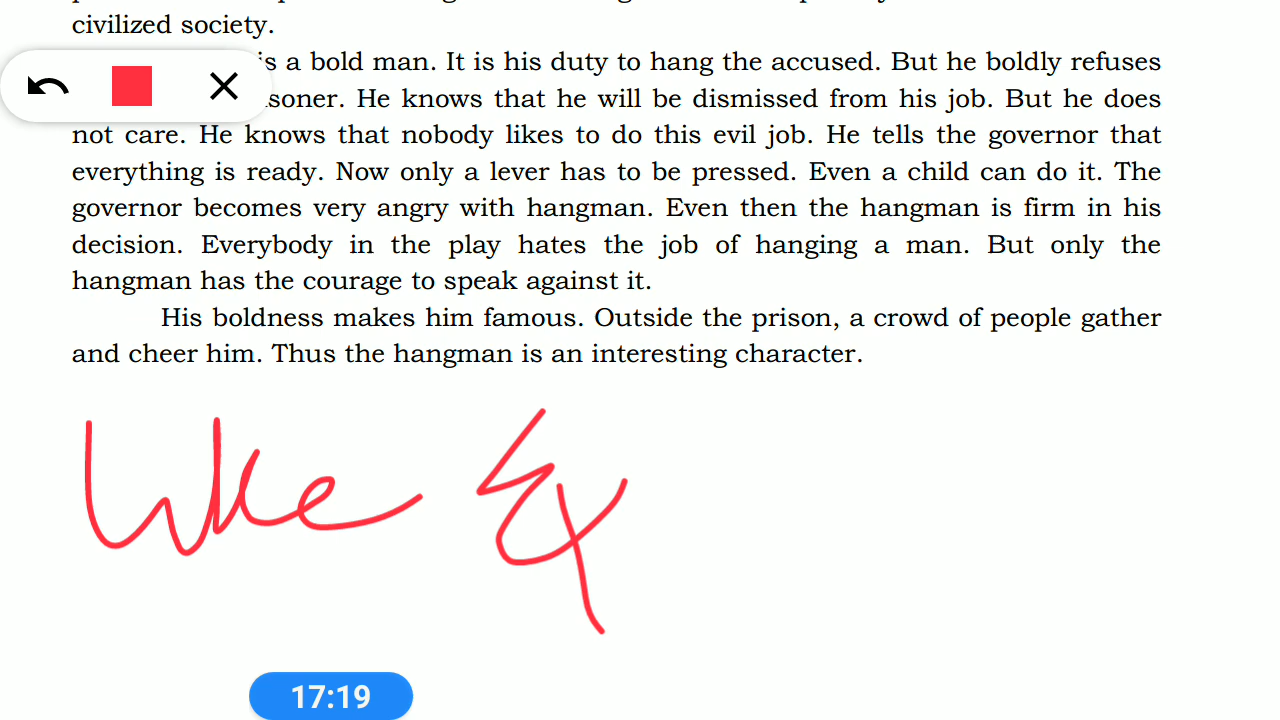 civilized society.
is a bold man. It is his duty to hang the accused. But he boldly refuses
soner. He knows that he will be dismissed from his job. But he does
not care. He knows that nobody likes to do this evil job. He tells the governor that
everything is ready. Now only a lever has to be pressed. Even a child can do it. The
governor becomes very angry with hangman. Even then the hangman is firm in his
decision. Everybody in the play hates the job of hanging a man. But only the
hangman has the courage to speak against it.
His boldness makes him famous. Outside the prison, a crowd of people gather
and cheer him. Thus the hangman is an interesting character.
like
17:19